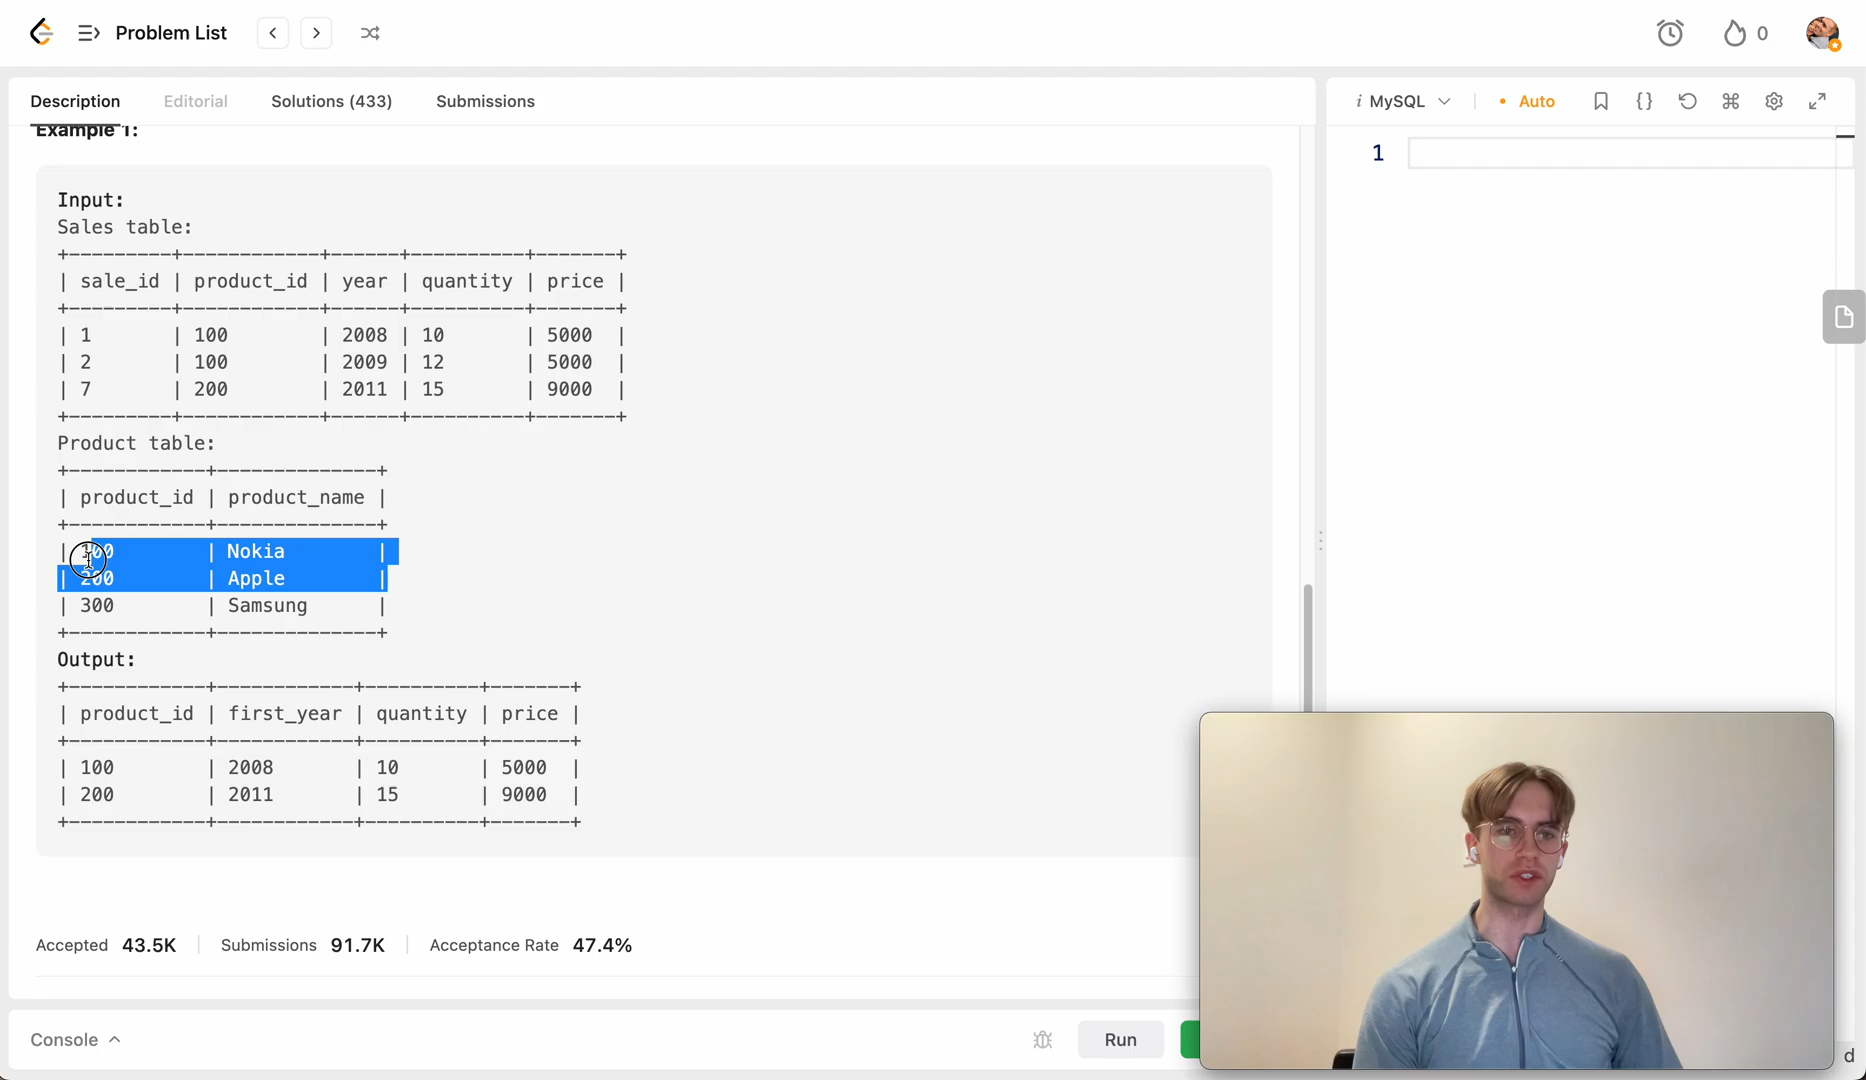 Problem List
0
Description Editorial Solutions (433) Submissions
Example 1:
Input:
Sales table:
+---------+------------+------+----------+-------+
| sale_id | product_id | year | quantity | price |
+---------+------------+------+----------+-------+
| 1 | 100 | 2008 | 10 | 5000 |
| 2 | 100 | 2009 | 12 | 5000 |
| 7 | 200 | 2011 | 15 | 9000 |
+---------+------------+------+----------+-------+
Product table:
+------------+--------------+
| product_id | product_name |
+------------+--------------+
| 100 | Nokia |
| 200 | Apple |
| 300 | Samsung |
+------------+--------------+
Output:
+------------+------------+----------+-------+
| product_id | first_year | quantity | price |
+------------+------------+----------+-------+
| 100 | 2008 | 10 | 5000 |
| 200 | 2011 | 15 | 9000 |
+------------+------------+----------+-------+
Accepted 43.5K Submissions 91.7K Acceptance Rate 47.4%
Console Run
i MySQL • Auto {}
1
d